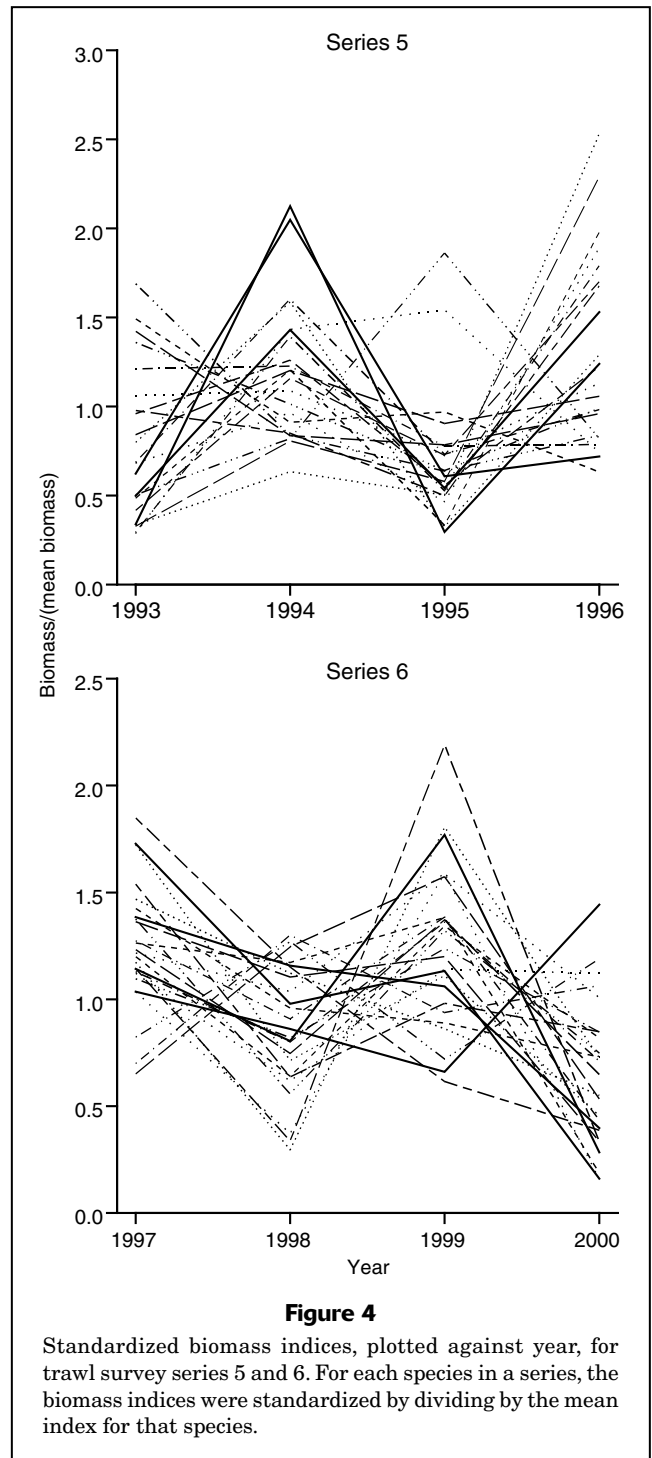 Series 5
3.0
2.5
2.0
1.5
1.0
0.5
0.0
1993 1994 1995 1996
Biomass/(mean biomass)
Series 6
2.5
2.0
1.5
1.0
0.5
0.0
1997 1998 1999 2000
Year
Figure 4
Standardized biomass indices, plotted against year, for
trawl survey series 5 and 6. For each species in a series, the
biomass indices were standardized by dividing by the mean
index for that species.